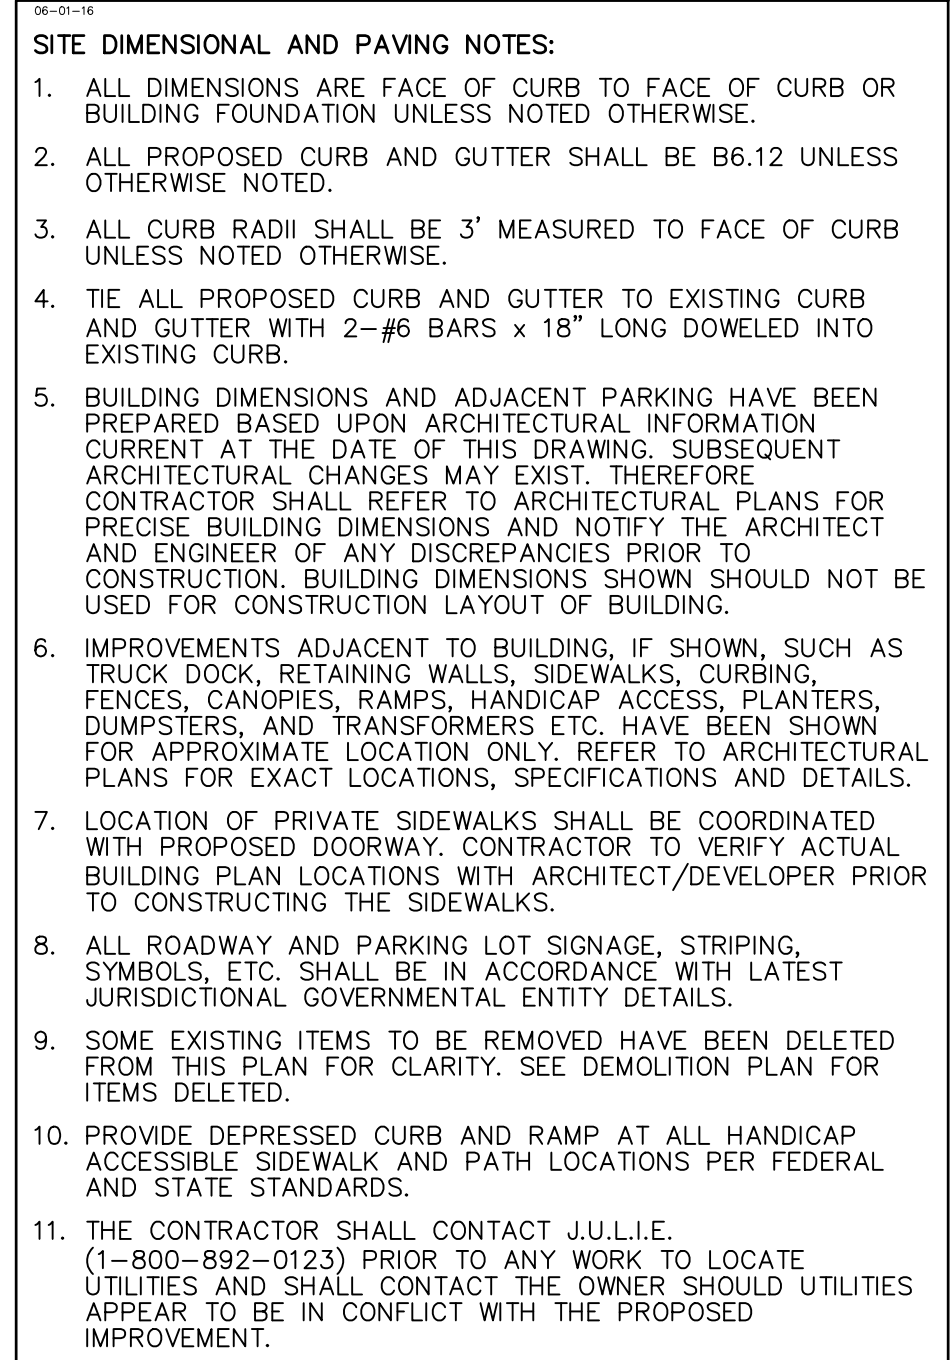 06-01-16
SITE DIMENSIONAL AND PAVING NOTES:
1. ALL DIMENSIONS ARE FACE OF CURB TO FACE OF CURB OR
BUILDING FOUNDATION UNLESS NOTED OTHERWISE.
2. ALL PROPOSED CURB AND GUTTER SHALL BE B6.12 UNLESS
OTHERWISE NOTED.
3. ALL CURB RADII SHALL BE 3' MEASURED TO FACE OF CURB
UNLESS NOTED OTHERWISE.
4. TIE ALL PROPOSED CURB AND GUTTER TO EXISTING CURB
AND GUTTER WITH 2-#6 BARS x 18" LONG DOWELED INTO
EXISTING CURB.
5. BUILDING DIMENSIONS AND ADJACENT PARKING HAVE BEEN
PREPARED BASED UPON ARCHITECTURAL INFORMATION
CURRENT AT THE DATE OF THIS DRAWING. SUBSEQUENT
ARCHITECTURAL CHANGES MAY EXIST. THEREFORE
CONTRACTOR SHALL REFER TO ARCHITECTURAL PLANS FOR
PRECISE BUILDING DIMENSIONS AND NOTIFY THE ARCHITECT
AND ENGINEER OF ANY DISCREPANCIES PRIOR TO
CONSTRUCTION. BUILDING DIMENSIONS SHOWN SHOULD NOT BE
USED FOR CONSTRUCTION LAYOUT OF BUILDING.
6. IMPROVEMENTS ADJACENT TO BUILDING, IF SHOWN, SUCH AS
TRUCK DOCK, RETAINING WALLS, SIDEWALKS, CURBING,
FENCES, CANOPIES, RAMPS, HANDICAP ACCESS, PLANTERS,
DUMPSTERS, AND TRANSFORMERS ETC. HAVE BEEN SHOWN
FOR APPROXIMATE LOCATION ONLY. REFER TO ARCHITECTURAL
PLANS FOR EXACT LOCATIONS, SPECIFICATIONS AND DETAILS.
7. LOCATION OF PRIVATE SIDEWALKS SHALL BE COORDINATED
WITH PROPOSED DOORWAY. CONTRACTOR TO VERIFY ACTUAL
BUILDING PLAN LOCATIONS WITH ARCHITECT/DEVELOPER PRIOR
TO CONSTRUCTING THE SIDEWALKS.
8. ALL ROADWAY AND PARKING LOT SIGNAGE, STRIPING,
SYMBOLS, ETC. SHALL BE IN ACCORDANCE WITH LATEST
JURISDICTIONAL GOVERNMENTAL ENTITY DETAILS.
9. SOME EXISTING ITEMS TO BE REMOVED HAVE BEEN DELETED
FROM THIS PLAN FOR CLARITY. SEE DEMOLITION PLAN FOR
ITEMS DELETED.
10. PROVIDE DEPRESSED CURB AND RAMP AT ALL HANDICAP
ACCESSIBLE SIDEWALK AND PATH LOCATIONS PER FEDERAL
AND STATE STANDARDS.
11. THE CONTRACTOR SHALL CONTACT J.U.L.I.E.
(1-800-892-0123) PRIOR TO ANY WORK TO LOCATE
UTILITIES AND SHALL CONTACT THE OWNER SHOULD UTILITIES
APPEAR TO BE IN CONFLICT WITH THE PROPOSED
IMPROVEMENT.